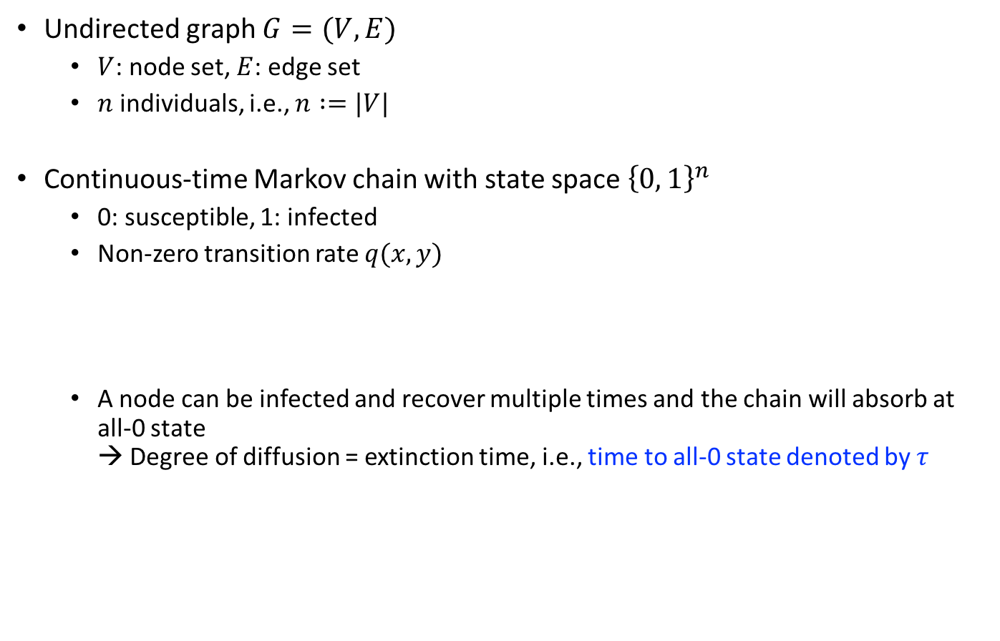 • Undirected graph G = (V, E)
• V: node set, E: edge set
• n individuals, i.e., n := |V|
• Continuous-time Markov chain with state space {0, 1}ⁿ
• 0: susceptible, 1: infected
• Non-zero transition rate q(x, y)
• A node can be infected and recover multiple times and the chain will absorb at
all-0 state
→ Degree of diffusion = extinction time, i.e., time to all-0 state denoted by τ